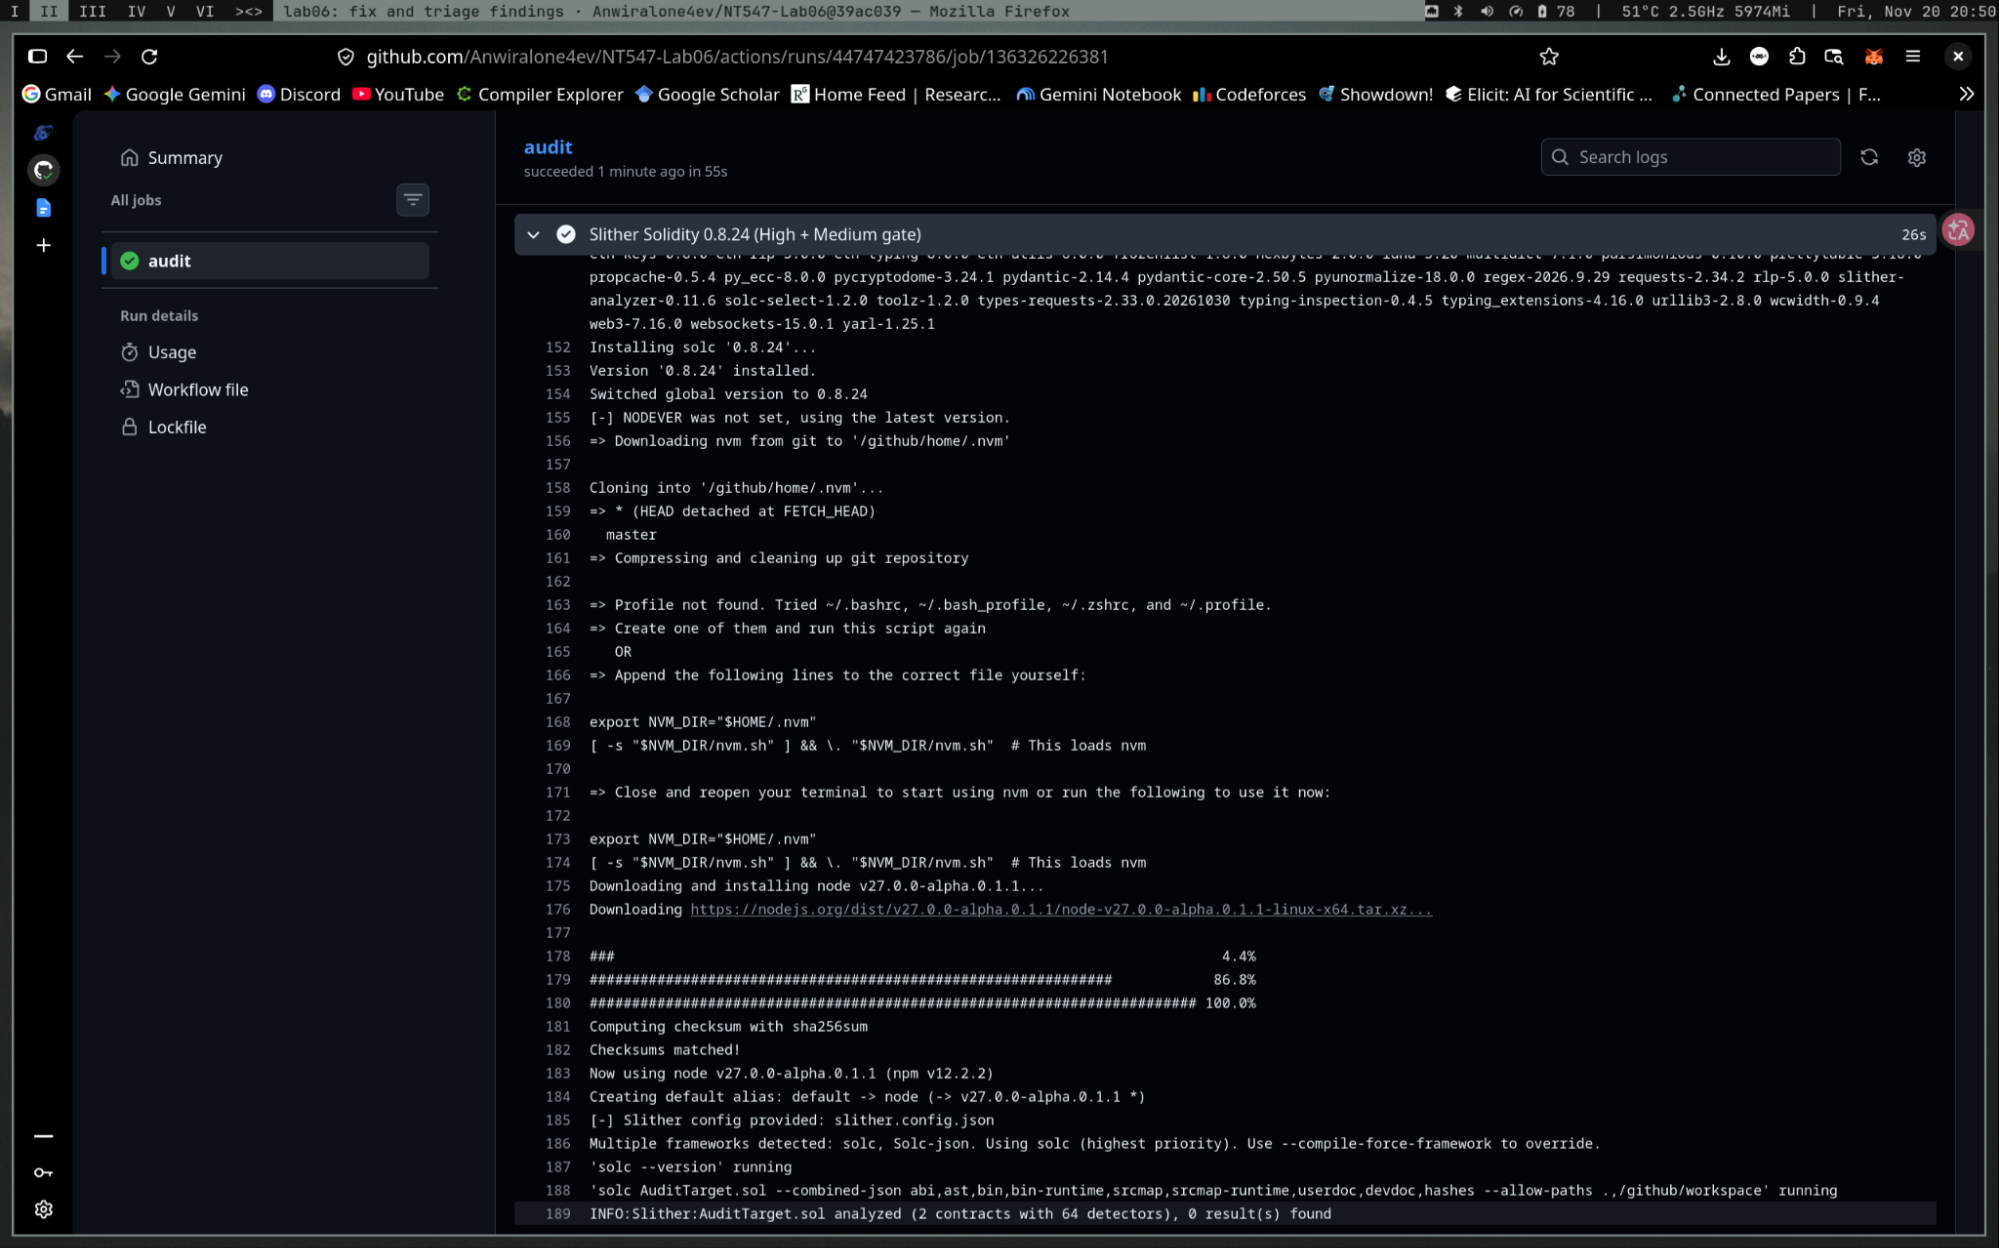 I II III IV V VI ><> lab06: fix and triage findings · Anwiralone4ev/NT547-Lab06@39ac039 — Mozilla Firefox 78 | 51°C 2.5GHz 5974Mi | Fri, Nov 20 20:50
github.com/Anwiralone4ev/NT547-Lab06/actions/runs/44747423786/job/136326226381
Gmail Google Gemini Discord YouTube Compiler Explorer Google Scholar Home Feed | Researc... Gemini Notebook Codeforces Showdown! Elicit: AI for Scientific ... Connected Papers | F...
Summary
All jobs
audit
Run details
Usage
Workflow file
Lockfile
audit
succeeded 1 minute ago in 55s
Search logs
Slither Solidity 0.8.24 (High + Medium gate) 26s
propcache-0.5.4 py_ecc-8.0.0 pycryptodome-3.24.1 pydantic-2.14.4 pydantic-core-2.50.5 pyunormalize-18.0.0 regex-2026.9.29 requests-2.34.2 rlp-5.0.0 slither-
analyzer-0.11.6 solc-select-1.2.0 toolz-1.2.0 types-requests-2.33.0.20261030 typing-inspection-0.4.5 typing_extensions-4.16.0 urllib3-2.8.0 wcwidth-0.9.4
web3-7.16.0 websockets-15.0.1 yarl-1.25.1
152 Installing solc '0.8.24'...
153 Version '0.8.24' installed.
154 Switched global version to 0.8.24
155 [-] NODEVER was not set, using the latest version.
156 => Downloading nvm from git to '/github/home/.nvm'
157
158 Cloning into '/github/home/.nvm'...
159 => * (HEAD detached at FETCH_HEAD)
160 master
161 => Compressing and cleaning up git repository
162
163 => Profile not found. Tried ~/.bashrc, ~/.bash_profile, ~/.zshrc, and ~/.profile.
164 => Create one of them and run this script again
165 OR
166 => Append the following lines to the correct file yourself:
167
168 export NVM_DIR="$HOME/.nvm"
169 [ -s "$NVM_DIR/nvm.sh" ] && \. "$NVM_DIR/nvm.sh" # This loads nvm
170
171 => Close and reopen your terminal to start using nvm or run the following to use it now:
172
173 export NVM_DIR="$HOME/.nvm"
174 [ -s "$NVM_DIR/nvm.sh" ] && \. "$NVM_DIR/nvm.sh" # This loads nvm
175 Downloading and installing node v27.0.0-alpha.0.1.1...
176 Downloading https://nodejs.org/dist/v27.0.0-alpha.0.1.1/node-v27.0.0-alpha.0.1.1-linux-x64.tar.xz...
177
178 ### 4.4%
179 ############################################################## 86.8%
180 ######################################################################## 100.0%
181 Computing checksum with sha256sum
182 Checksums matched!
183 Now using node v27.0.0-alpha.0.1.1 (npm v12.2.2)
184 Creating default alias: default -> node (-> v27.0.0-alpha.0.1.1 *)
185 [-] Slither config provided: slither.config.json
186 Multiple frameworks detected: solc, Solc-json. Using solc (highest priority). Use --compile-force-framework to override.
187 'solc --version' running
188 'solc AuditTarget.sol --combined-json abi,ast,bin,bin-runtime,srcmap,srcmap-runtime,userdoc,devdoc,hashes --allow-paths .,/github/workspace' running
189 INFO:Slither:AuditTarget.sol analyzed (2 contracts with 64 detectors), 0 result(s) found